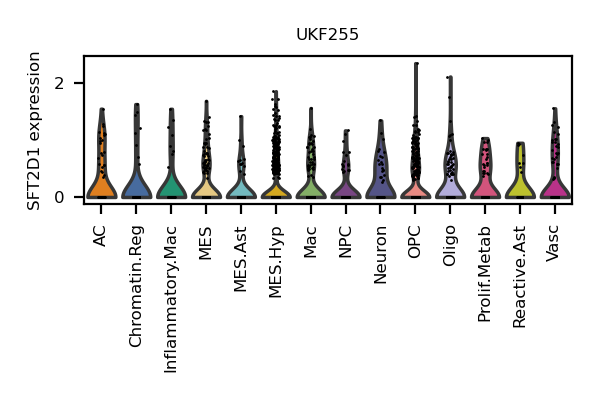 UKF255
SFT2D1 expression
2
0
AC
Chromatin.Reg
Inflammatory.Mac
MES
MES.Ast
MES.Hyp
Mac
NPC
Neuron
OPC
Oligo
Prolif.Metab
Reactive.Ast
Vasc